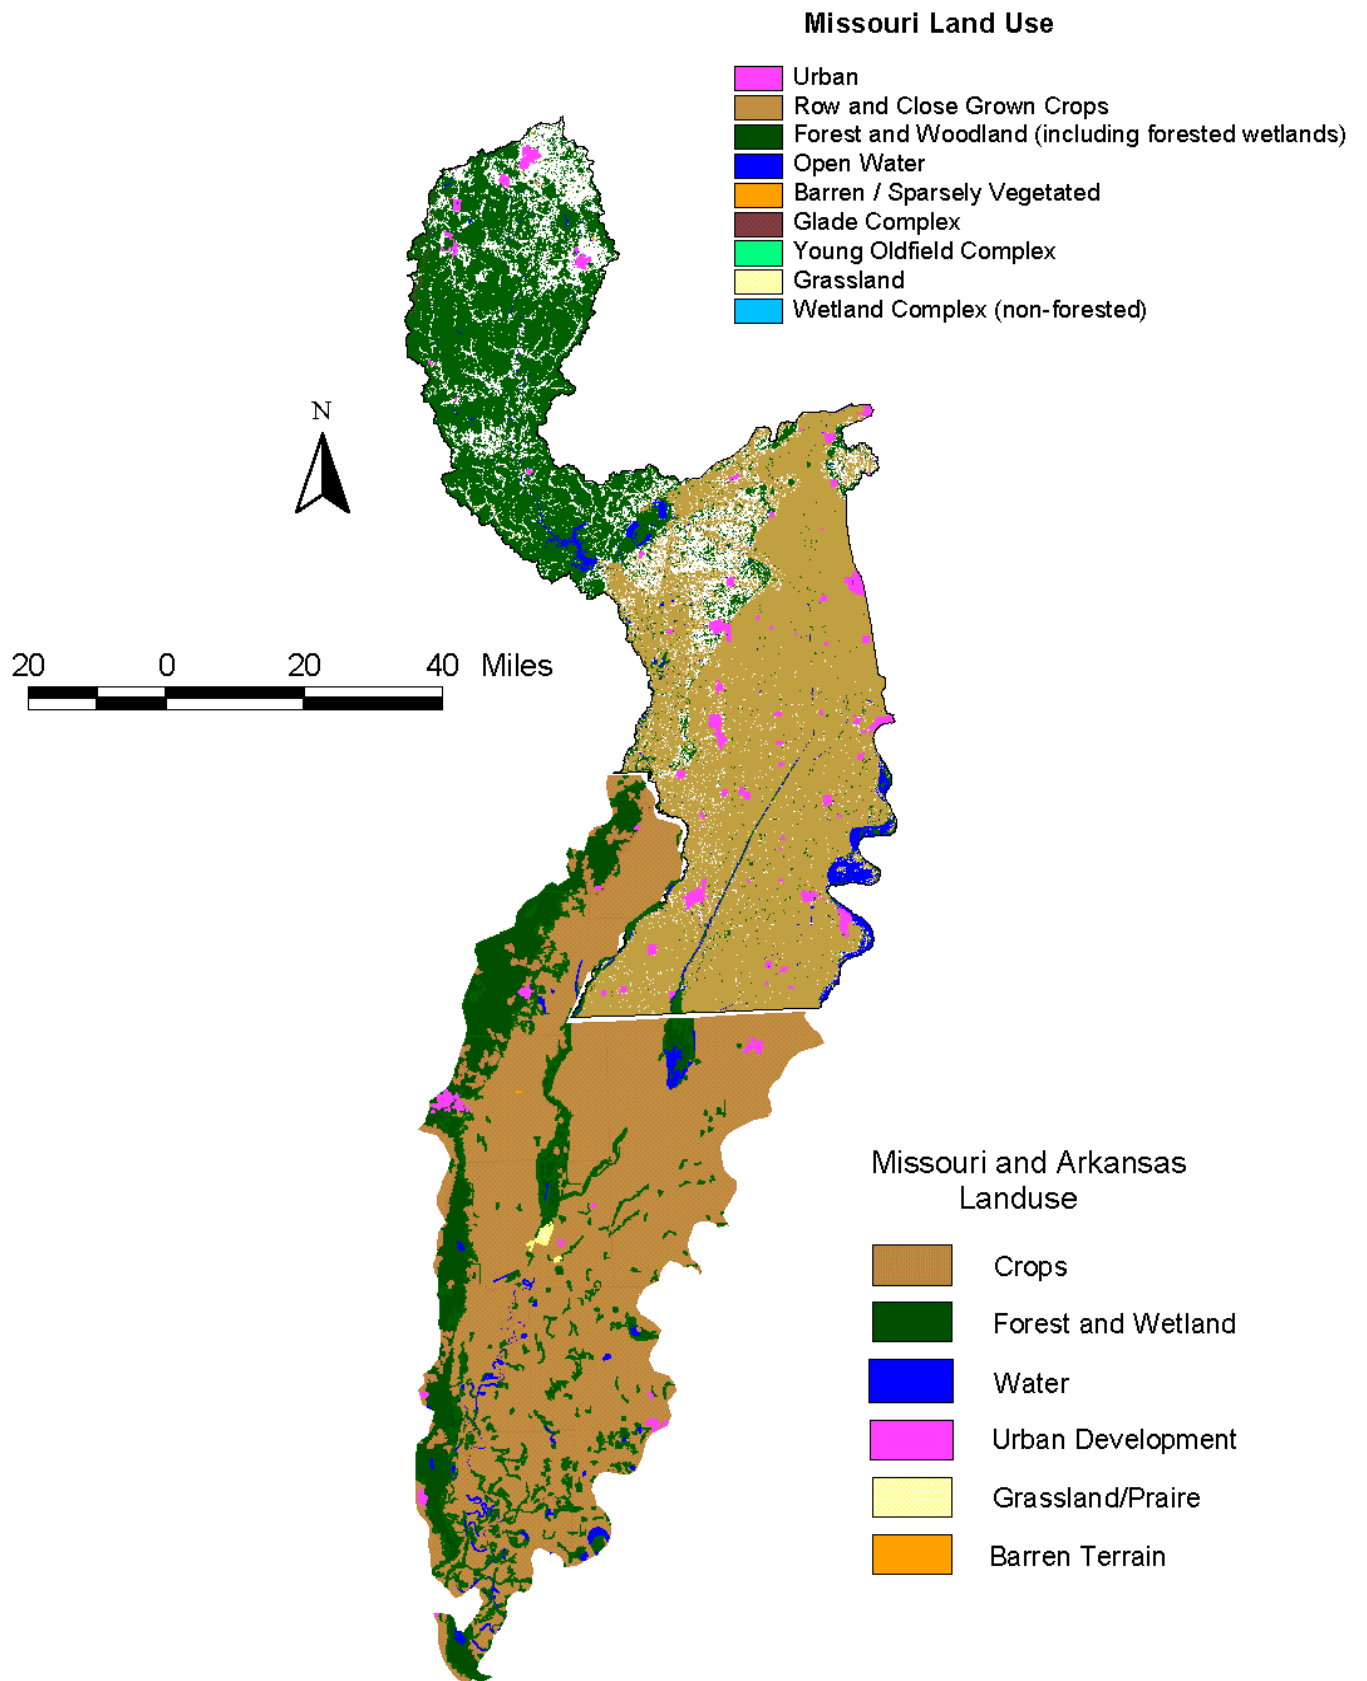 Missouri Land Use
Urban
Row and Close Grown Crops
Forest and Woodland (including forested wetlands)
Open Water
Barren / Sparsely Vegetated
Glade Complex
Young Oldfield Complex
Grassland
Wetland Complex (non-forested)
N
20 0 20 40 Miles
Missouri and Arkansas
Landuse
Crops
Forest and Wetland
Water
Urban Development
Grassland/Praire
Barren Terrain